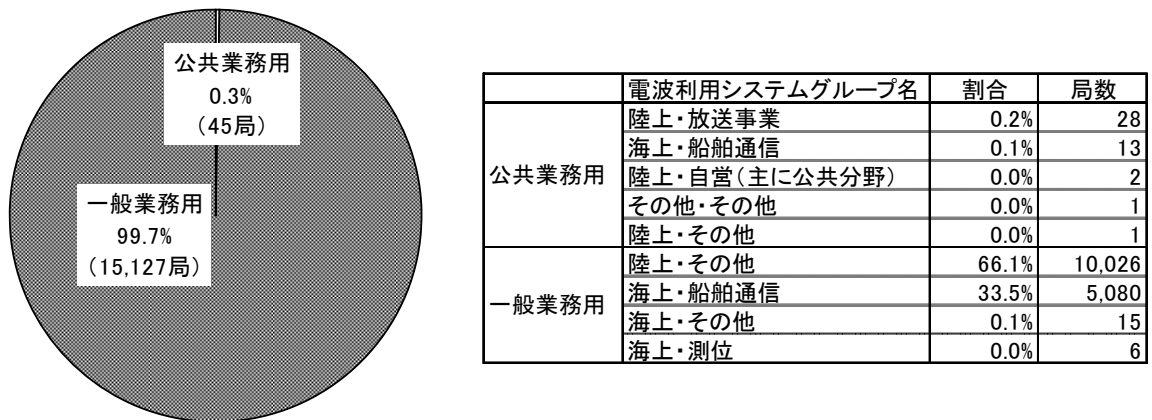 公共業務用
0.3%
(45局)
一般業務用
99.7%
(15,127局)
電波利用システムグループ名 割合 局数
公共業務用
陸上・放送事業 0.2% 28
海上・船舶通信 0.1% 13
陸上・自営(主に公共分野) 0.0% 2
その他・その他 0.0% 1
陸上・その他 0.0% 1
一般業務用
陸上・その他 66.1% 10,026
海上・船舶通信 33.5% 5,080
海上・その他 0.1% 15
海上・測位 0.0% 6